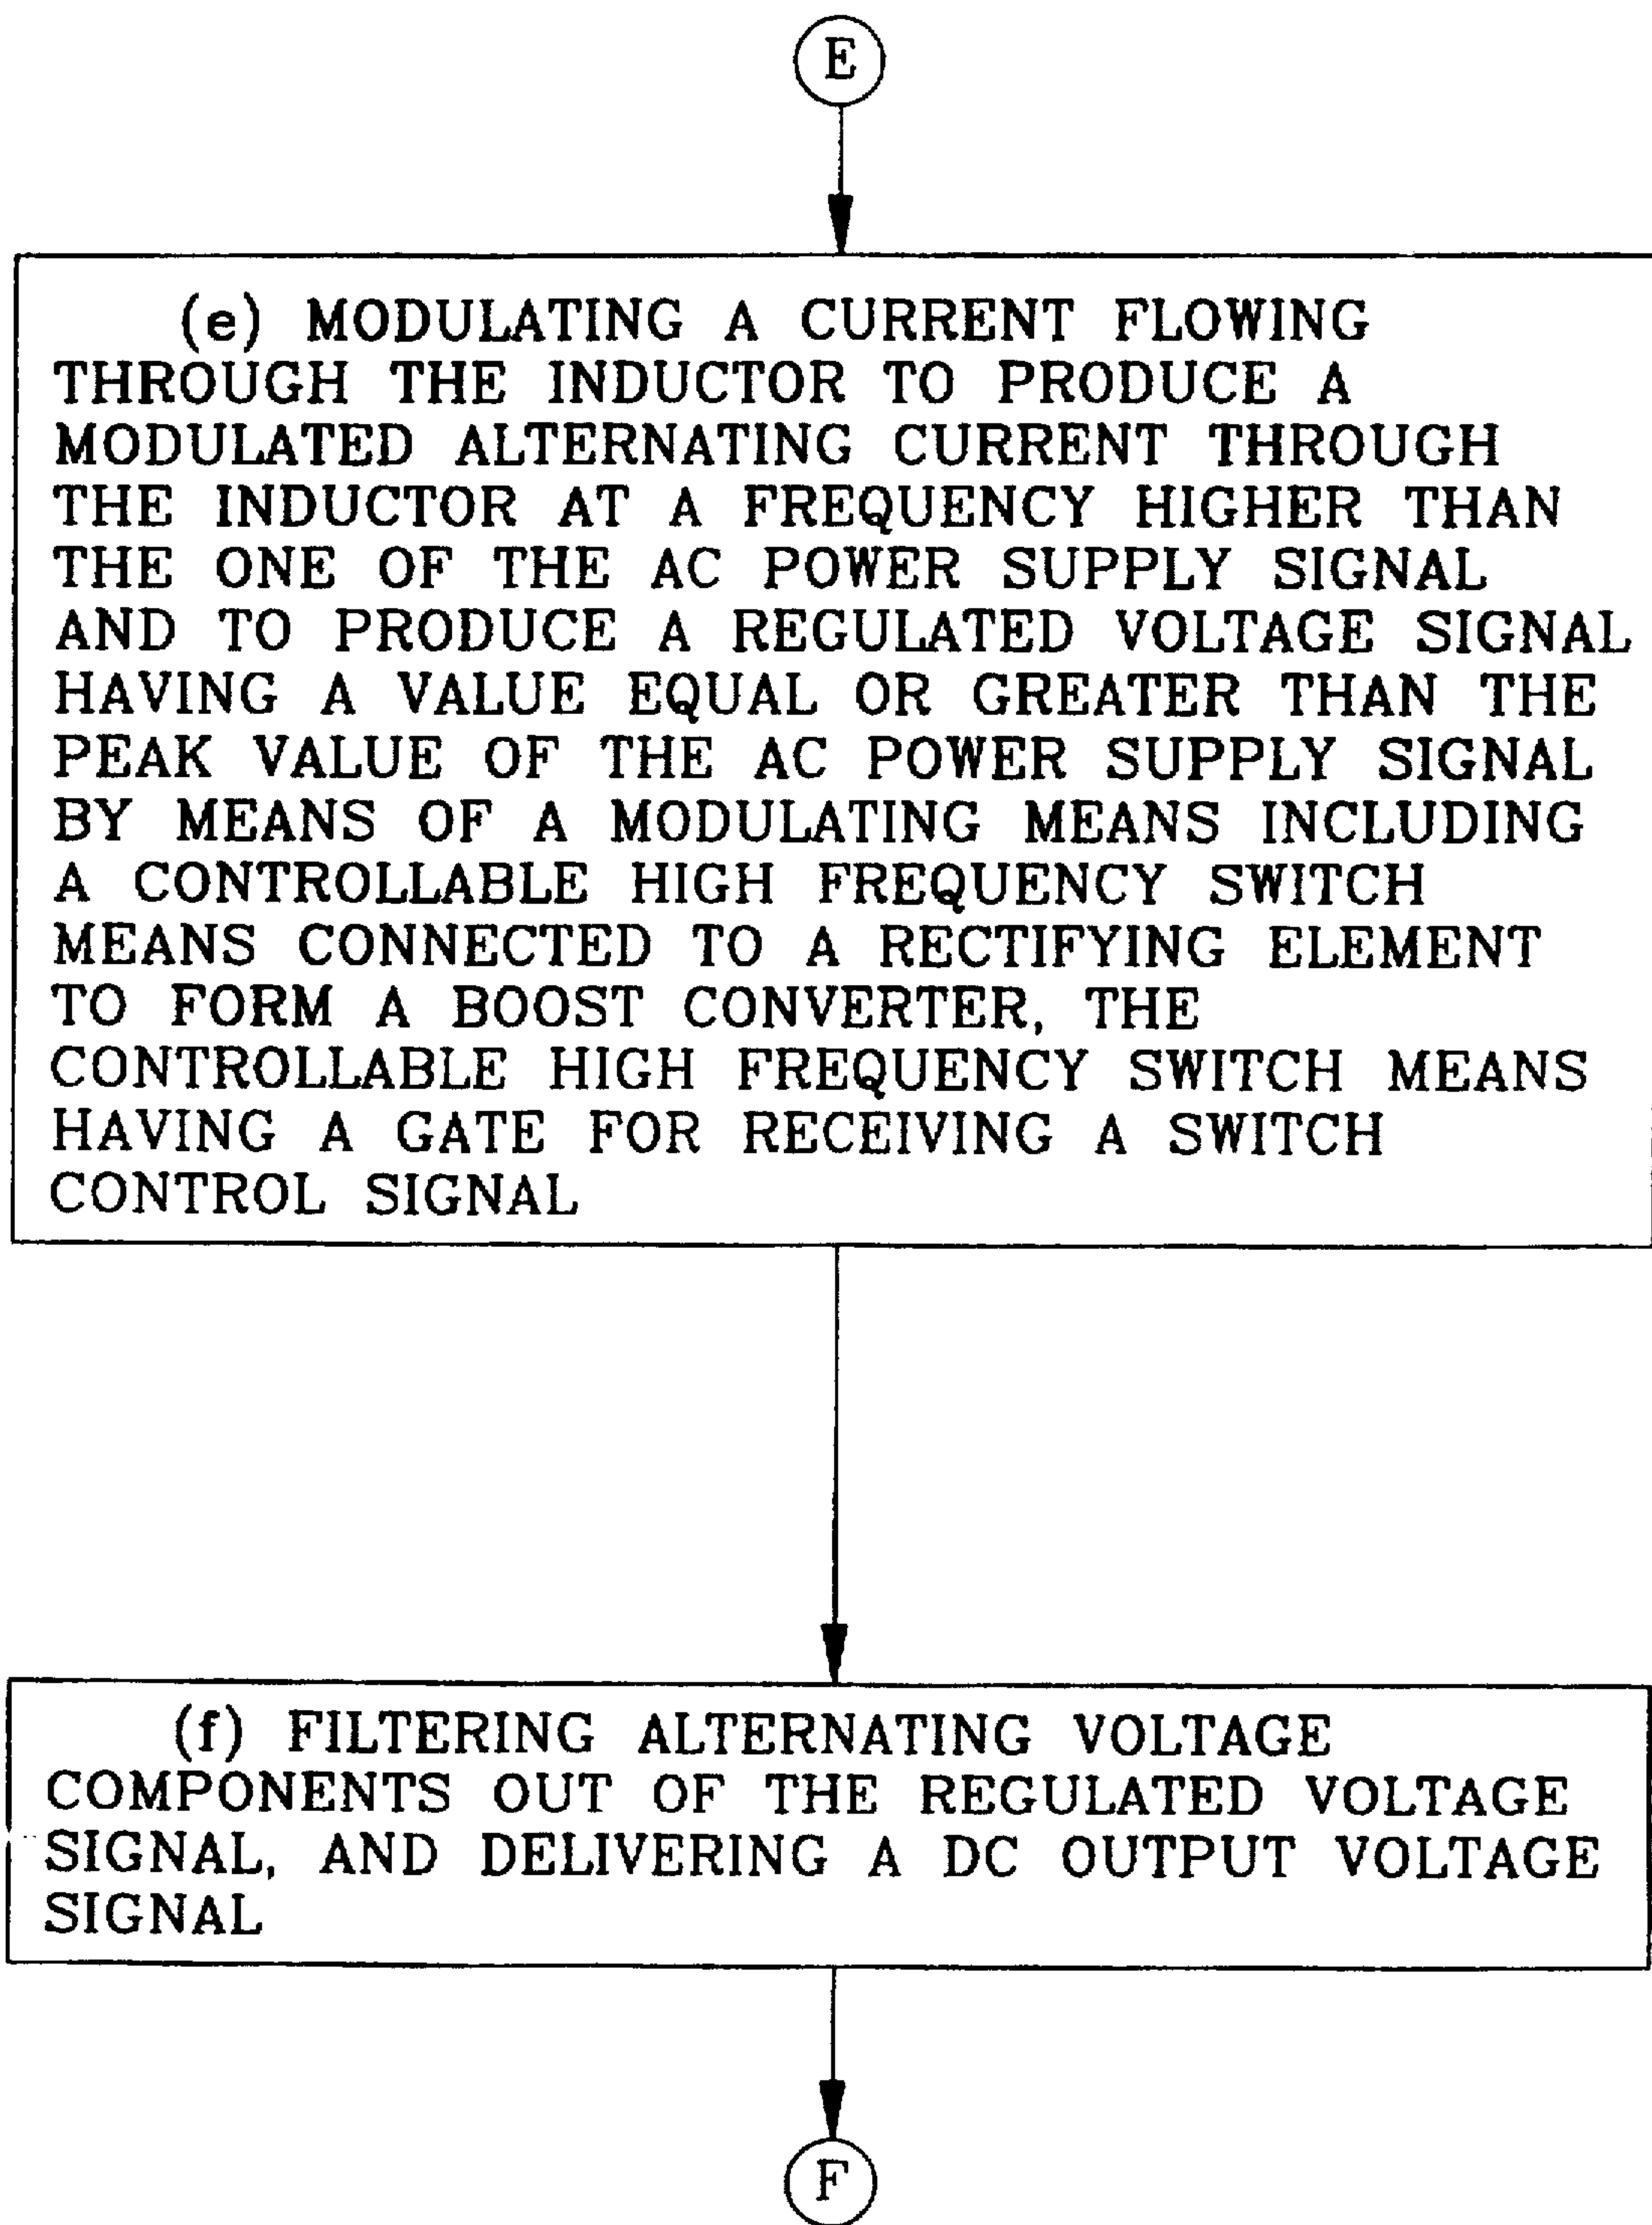 E
(e) MODULATING A CURRENT FLOWING
THROUGH THE INDUCTOR TO PRODUCE A
MODULATED ALTERNATING CURRENT THROUGH
THE INDUCTOR AT A FREQUENCY HIGHER THAN
THE ONE OF THE AC POWER SUPPLY SIGNAL
AND TO PRODUCE A REGULATED VOLTAGE SIGNAL
HAVING A VALUE EQUAL OR GREATER THAN THE
PEAK VALUE OF THE AC POWER SUPPLY SIGNAL
BY MEANS OF A MODULATING MEANS INCLUDING
A CONTROLLABLE HIGH FREQUENCY SWITCH
MEANS CONNECTED TO A RECTIFYING ELEMENT
TO FORM A BOOST CONVERTER, THE
CONTROLLABLE HIGH FREQUENCY SWITCH MEANS
HAVING A GATE FOR RECEIVING A SWITCH
CONTROL SIGNAL
(f) FILTERING ALTERNATING VOLTAGE
COMPONENTS OUT OF THE REGULATED VOLTAGE
SIGNAL, AND DELIVERING A DC OUTPUT VOLTAGE
SIGNAL
F